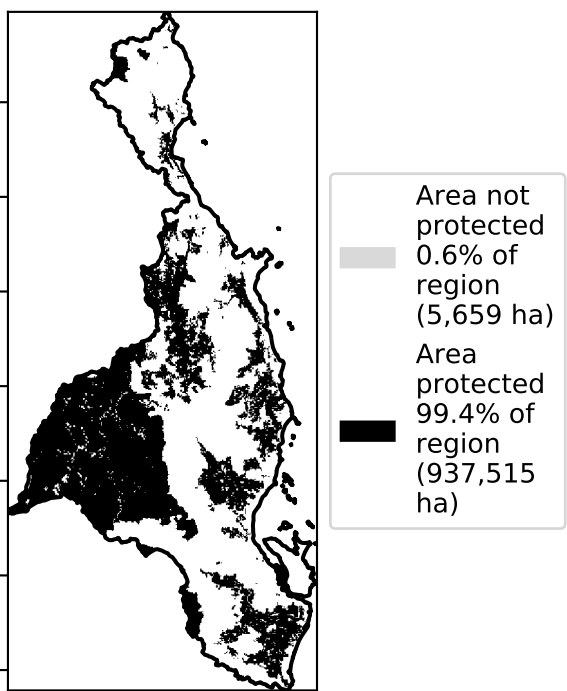 Area not
protected
0.6% of
region
(5,659 ha)
Area
protected
99.4% of
region
(937,515
ha)